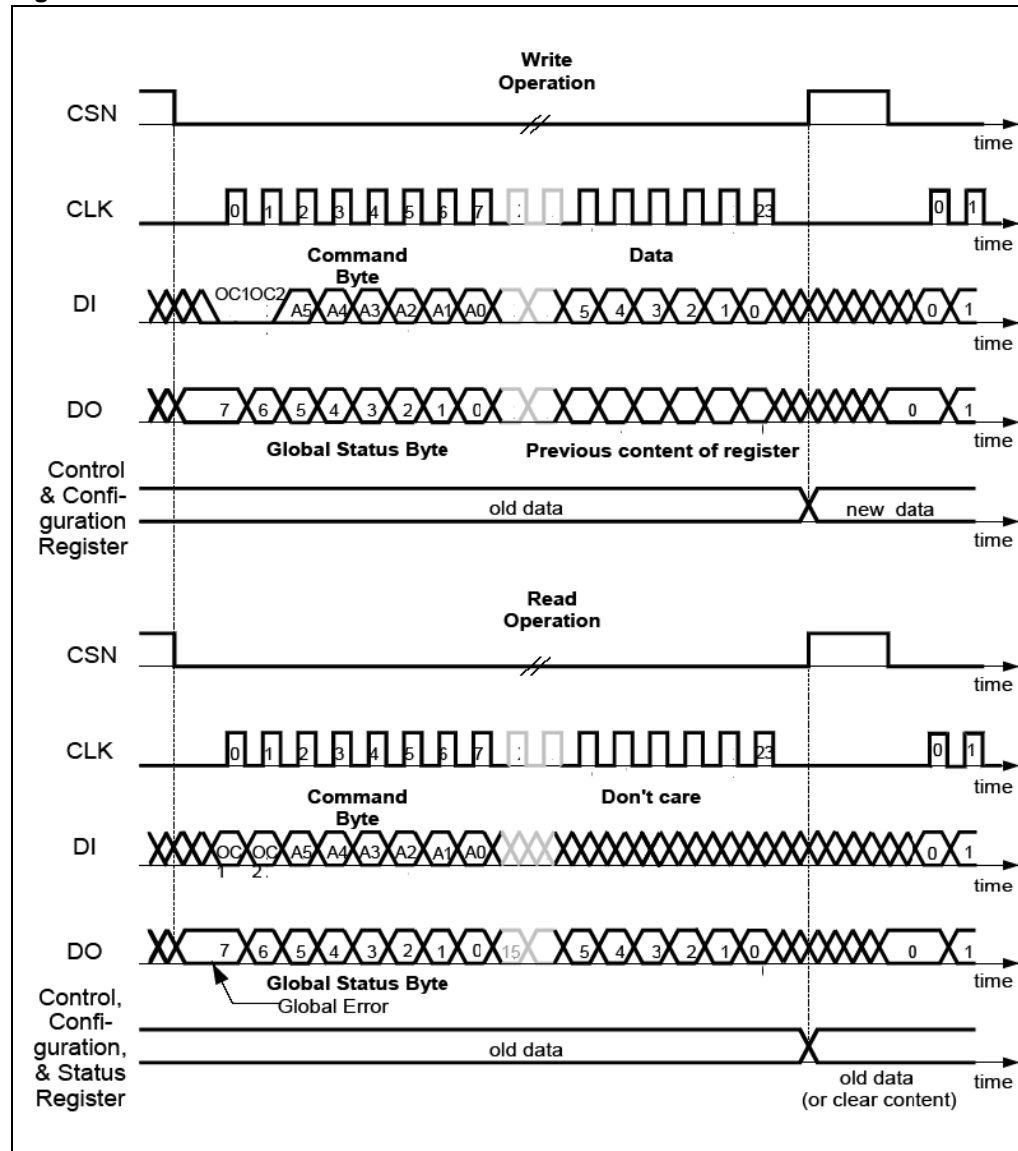 Write
Operation
CSN
time
CLK
0 1 2 3 4 5 6 7 23 0 1
time
Command
Byte
Data
DI
OC1OC2 A5 A4 A3 A2 A1 A0 5 4 3 2 1 0 0 1
time
DO
7 6 5 4 3 2 1 0 0 1
time
Global Status Byte
Previous content of register
Control
& Confi-
guration
Register
old data
new data
time
Read
Operation
CSN
time
CLK
0 1 2 3 4 5 6 7 23 0 1
time
Command
Byte
Don't care
DI
OC OC A5 A4 A3 A2 A1 A0 0 1
1 2
time
DO
7 6 5 4 3 2 1 0 15 5 4 3 2 1 0 0 1
time
Global Status Byte
Global Error
Control,
Confi-
guration,
& Status
Register
old data
old data
(or clear content)
time